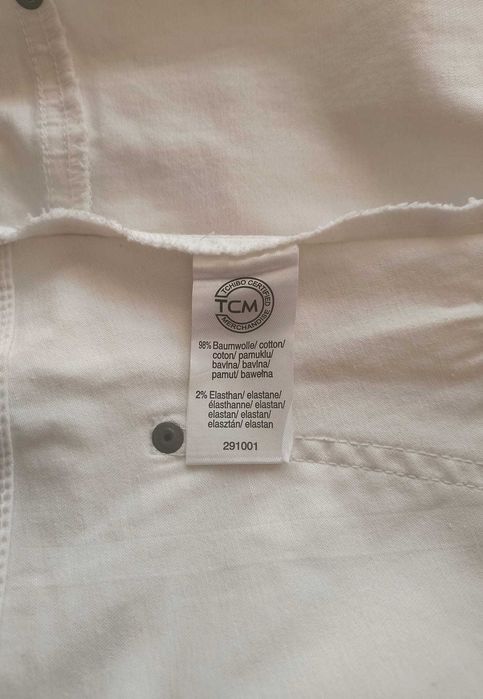 TCHIBO CERTIFIED
TCM
MERCHANDISE
98% Baumwolle/ cotton/
coton/ pamuklu/
bavlna/ bavlna/
pamut/ bawełna
2% Elasthan/ elastane/
élasthanne/ elastan/
elastan/ elastan/
elasztán/ elastan
291001